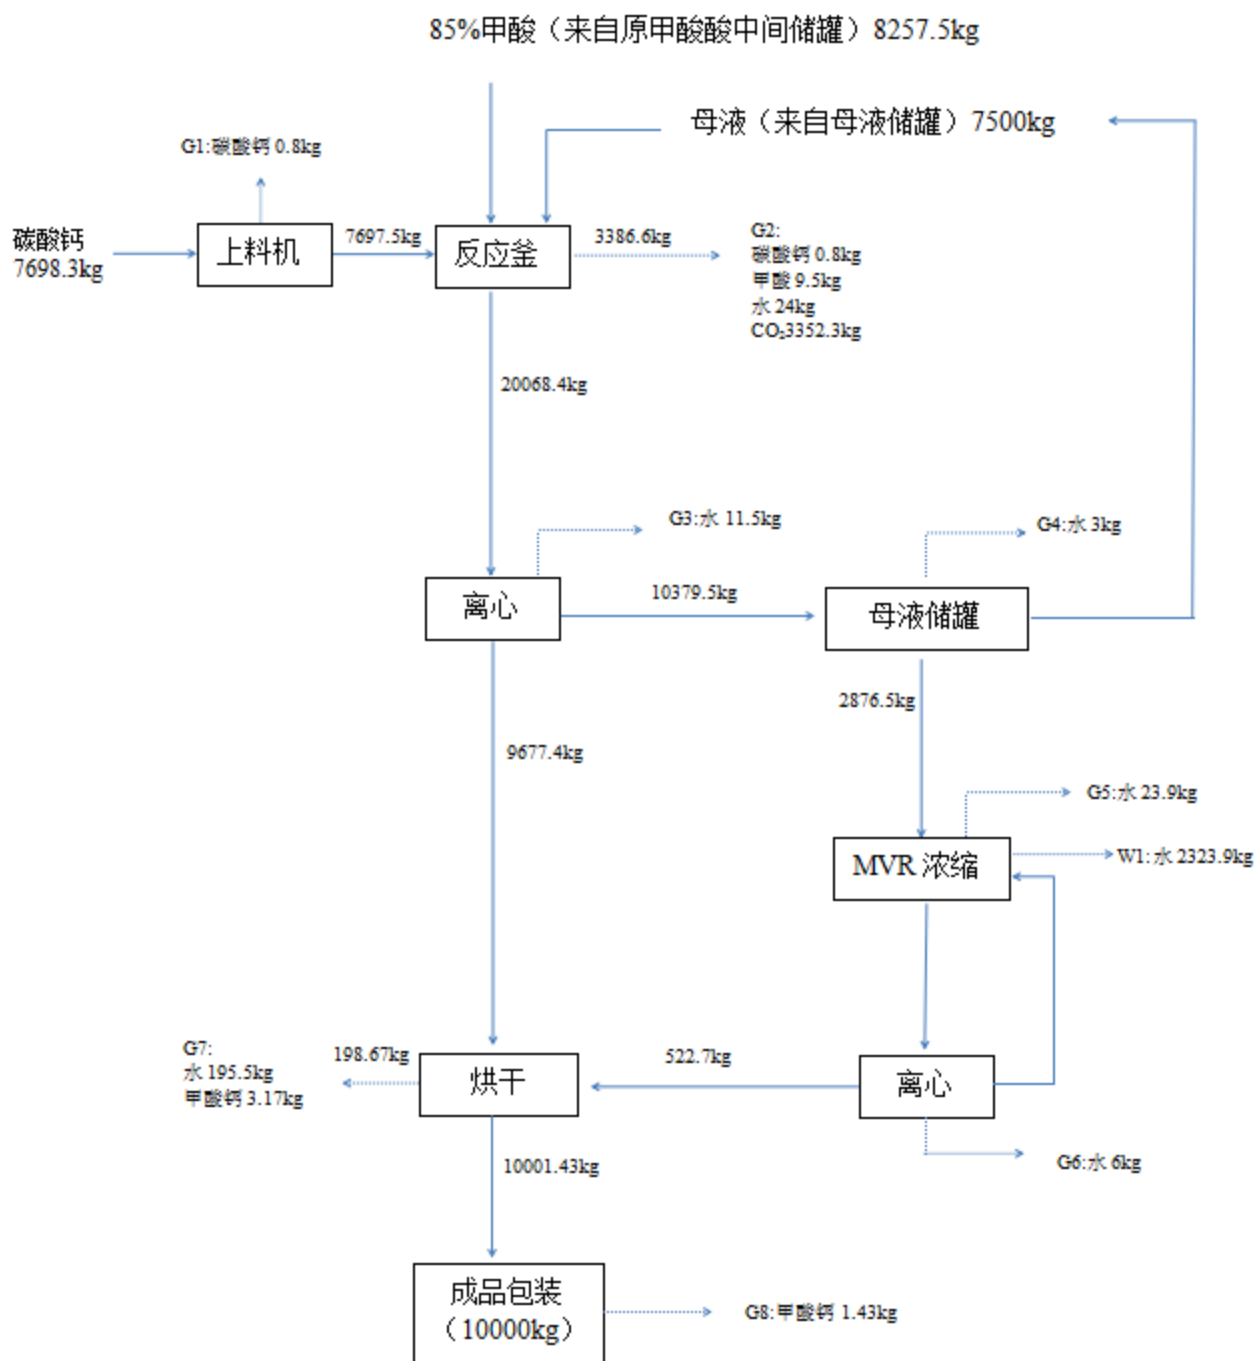 85%甲酸（来自原甲酸酸中间储罐）8257.5kg
母液（来自母液储罐）7500kg
G1:碳酸钙 0.8kg
碳酸钙
7698.3kg
上料机
7697.5kg
反应釜
3386.6kg
G2:
碳酸钙 0.8kg
甲酸 9.5kg
水 24kg
CO₂3352.3kg
20068.4kg
G3:水 11.5kg
G4:水 3kg
离心
10379.5kg
母液储罐
2876.5kg
9677.4kg
G5:水 23.9kg
MVR 浓缩
W1:水 2323.9kg
G7:
水 195.5kg
甲酸钙 3.17kg
198.67kg
烘干
522.7kg
离心
G6:水 6kg
10001.43kg
成品包装
（10000kg）
G8:甲酸钙 1.43kg